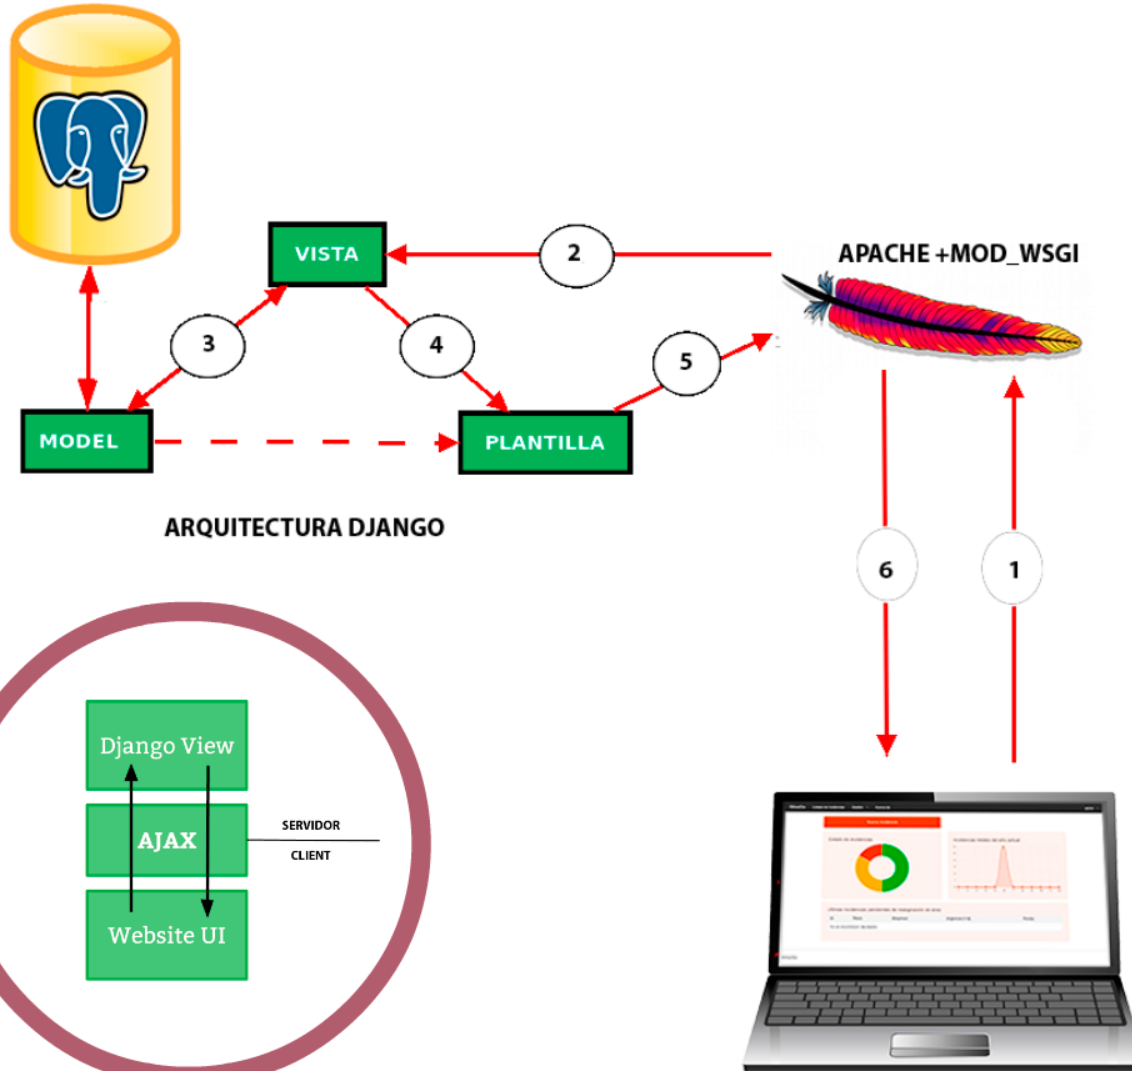 VISTA
2
APACHE +MOD_WSGI
3
4
5
MODEL
PLANTILLA
ARQUITECTURA DJANGO
6
1
Django View
AJAX
SERVIDOR
CLIENT
Website UI